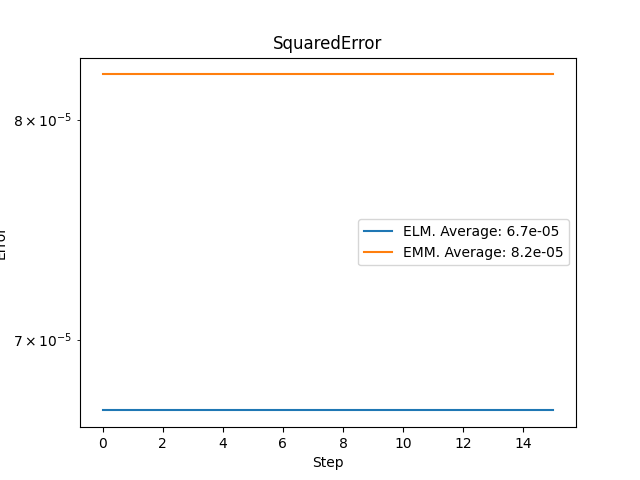 SquaredError
8 × 10⁻⁵
7 × 10⁻⁵
Error
ELM. Average: 6.7e-05
EMM. Average: 8.2e-05
0 2 4 6 8 10 12 14
Step